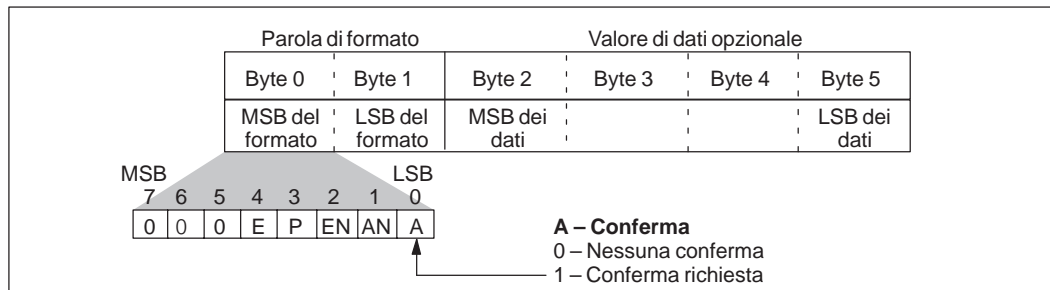 Parola di formato Valore di dati opzionale
Byte 0 Byte 1 Byte 2 Byte 3 Byte 4 Byte 5
MSB del formato LSB del formato MSB dei dati LSB dei dati
MSB LSB
7 6 5 4 3 2 1 0
0 0 0 E P EN AN A
A – Conferma
0 – Nessuna conferma
1 – Conferma richiesta